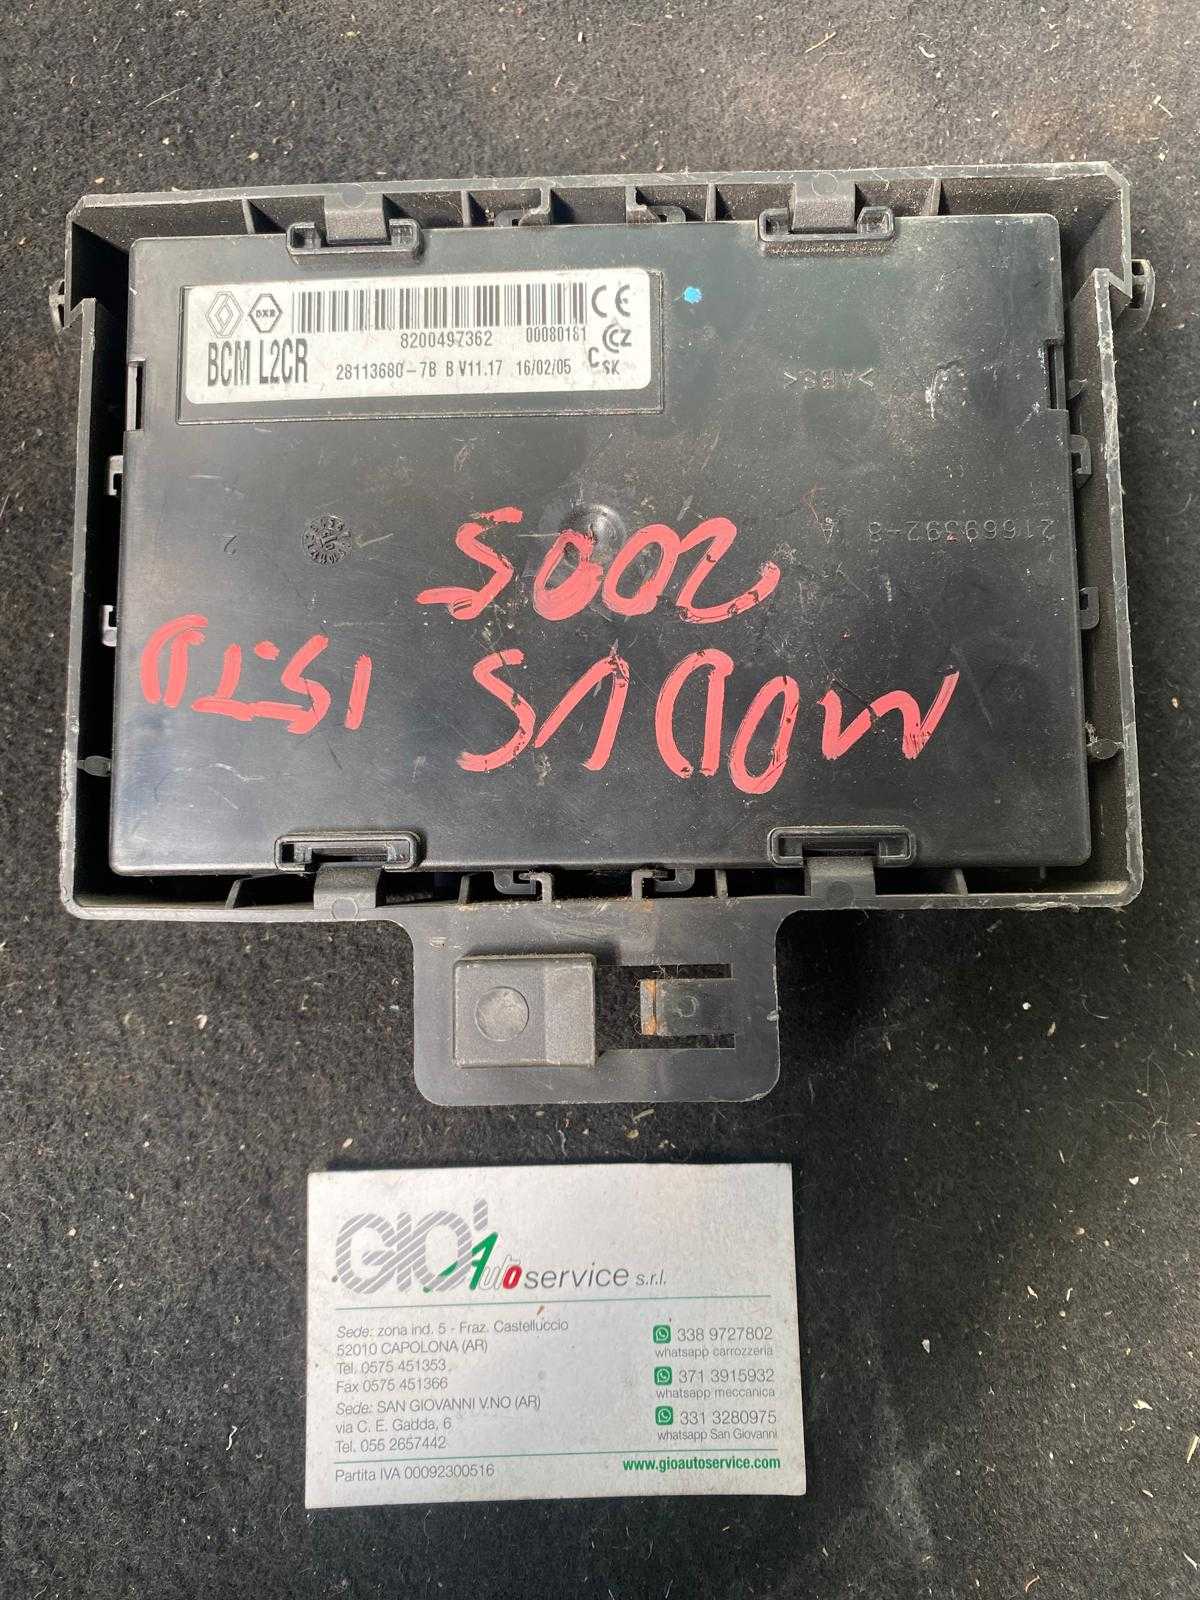 8200497362 00080181
BCM L2CR 28113680-7B B V11.17 16/02/05
CE
CZ
C SK
>ABS<
21669392-8 A
2
2005
MODUS 15TD
GIO' Auto service s.r.l.
Sede: zona ind. 5 - Fraz. Castelluccio
52010 CAPOLONA (AR)
Tel. 0575 451353
Fax 0575 451366
Sede: SAN GIOVANNI V.NO (AR)
via C. E. Gadda, 6
Tel. 055 2657442
338 9727802
whatsapp carrozzeria
371 3915932
whatsapp meccanica
331 3280975
whatsapp San Giovanni
Partita IVA 00092300516
www.gioautoservice.com